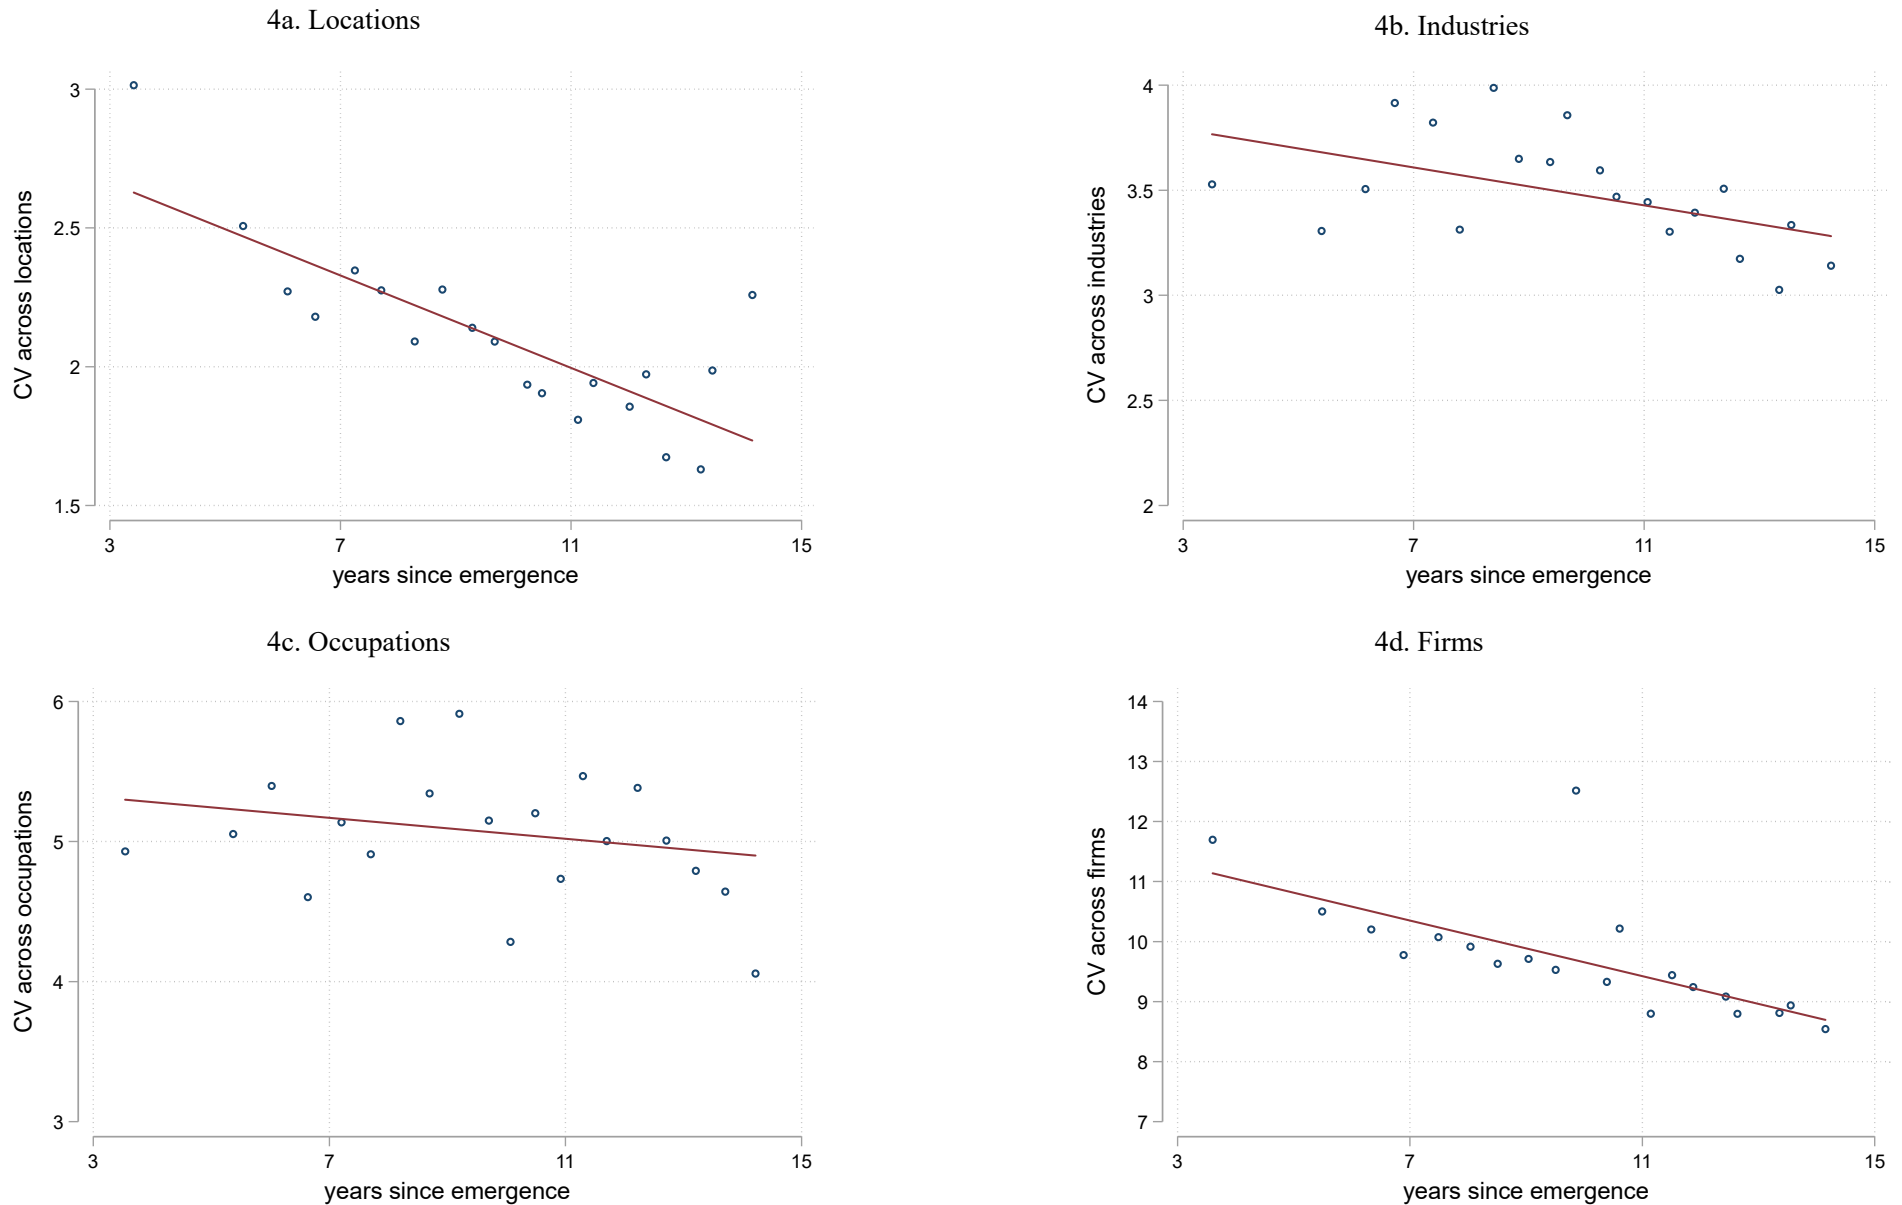 4a. Locations
3
2.5
2
1.5
CV across locations
3 7 11 15
years since emergence
4b. Industries
4
3.5
3
2.5
2
CV across industries
3 7 11 15
years since emergence
4c. Occupations
6
5
4
3
CV across occupations
3 7 11 15
years since emergence
4d. Firms
14
13
12
11
10
9
8
7
CV across firms
3 7 11 15
years since emergence